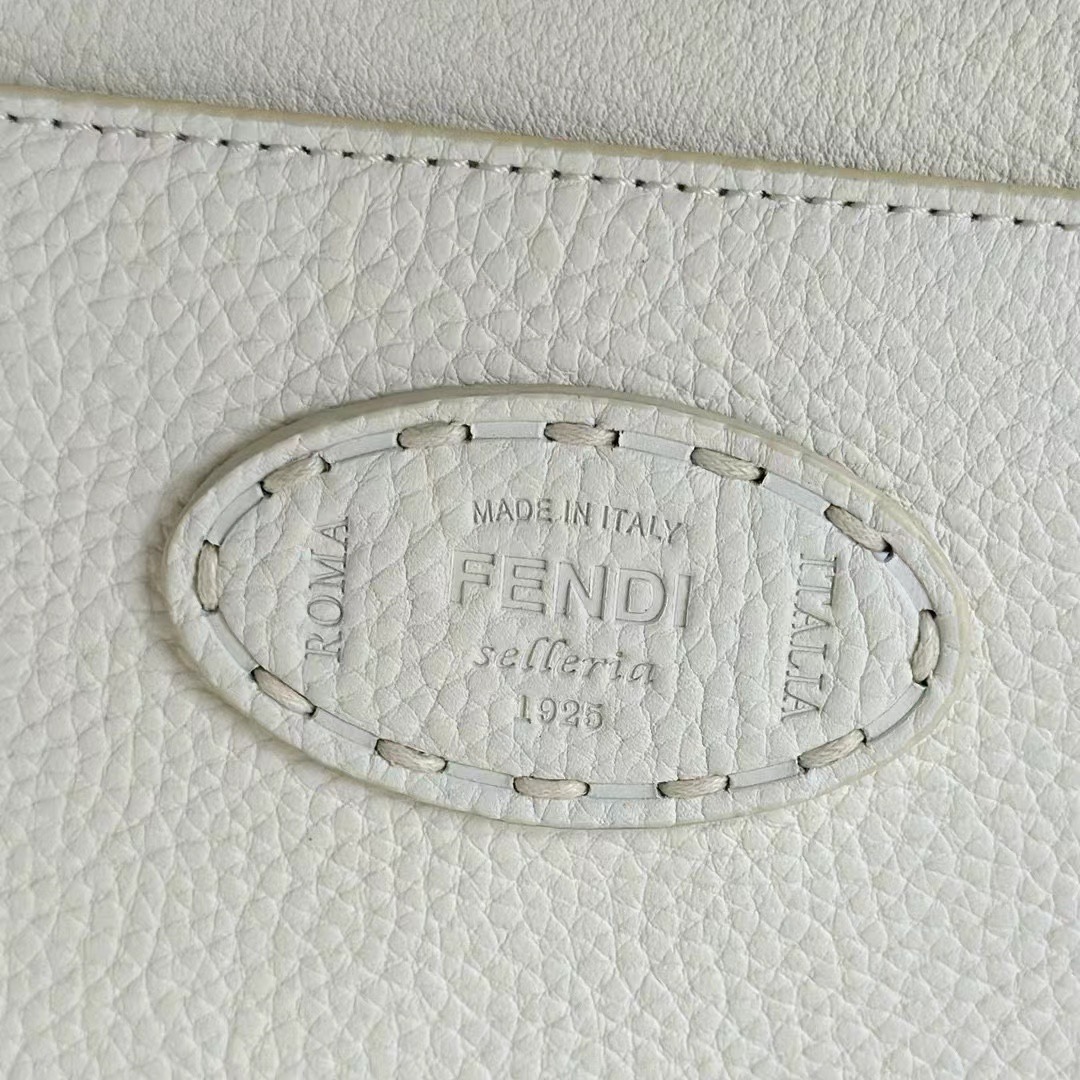 MADE IN ITALY
FENDI
selleria
1925
ROMA
ITALIA